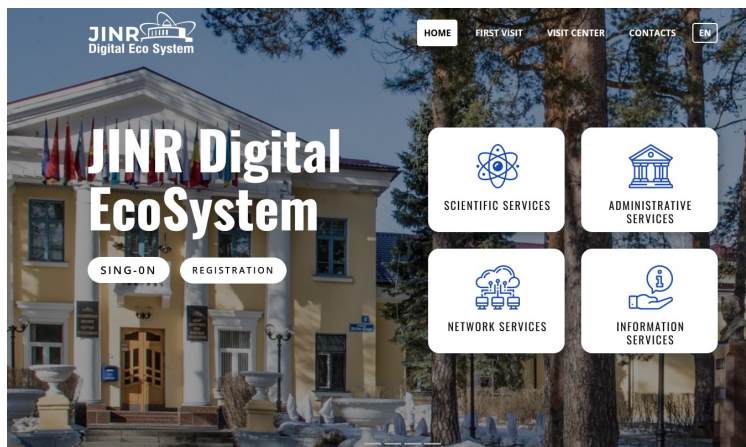 JINR
Digital Eco System
HOME
FIRST VISIT
VISIT CENTER
CONTACTS
EN
JINR Digital
EcoSystem
SING-0N
REGISTRATION
SCIENTIFIC SERVICES
ADMINISTRATIVE
SERVICES
NETWORK SERVICES
INFORMATION
SERVICES